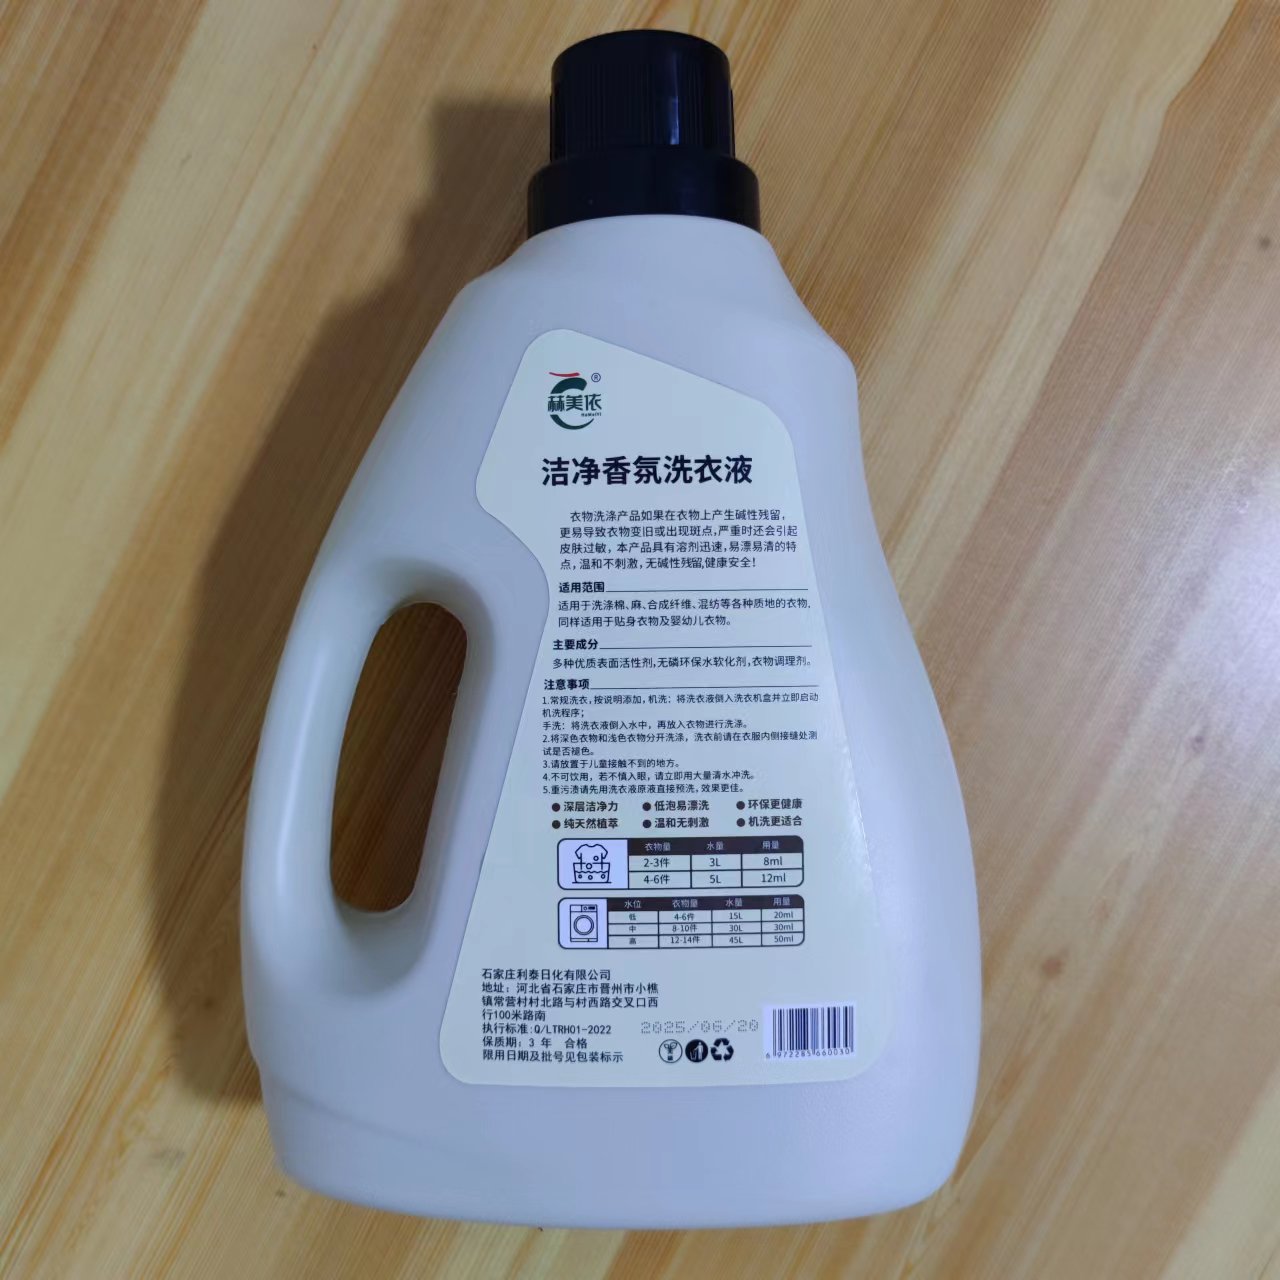 赫美依®
HeMeiYi
洁净香氛洗衣液
衣物洗涤产品如果在衣物上产生碱性残留，
更易导致衣物变旧或出现斑点,严重时还会引起
皮肤过敏，本产品具有溶剂迅速,易漂易清的特
点，温和不刺激，无碱性残留,健康安全！
适用范围
适用于洗涤棉、麻、合成纤维、混纺等各种质地的衣物,
同样适用于贴身衣物及婴幼儿衣物。
主要成分
多种优质表面活性剂,无磷环保水软化剂,衣物调理剂。
注意事项
1.常规洗衣，按说明添加，机洗：将洗衣液倒入洗衣机盒并立即启动
机洗程序；
手洗：将洗衣液倒入水中，再放入衣物进行洗涤。
2.将深色衣物和浅色衣物分开洗涤，洗衣前请在衣服内侧接缝处测
试是否褪色。
3.请放置于儿童接触不到的地方。
4.不可饮用，若不慎入眼，请立即用大量清水冲洗。
5.重污渍请先用洗衣液原液直接预洗，效果更佳。
●深层洁净力 ●低泡易漂洗 ●环保更健康
●纯天然植萃 ●温和无刺激 ●机洗更适合
衣物量 水量 用量
2-3件 3L 8ml
4-6件 5L 12ml
水位 衣物量 水量 用量
低 4-6件 15L 20ml
中 8-10件 30L 30ml
高 12-14件 45L 50ml
石家庄利泰日化有限公司
地址：河北省石家庄市晋州市小樵
镇常营村村北路与村西路交叉口西
行100米路南
执行标准:Q/LTRH01-2022
保质期：3 年 合格
限用日期及批号见包装标示
2025/06/20
6 972285 660030